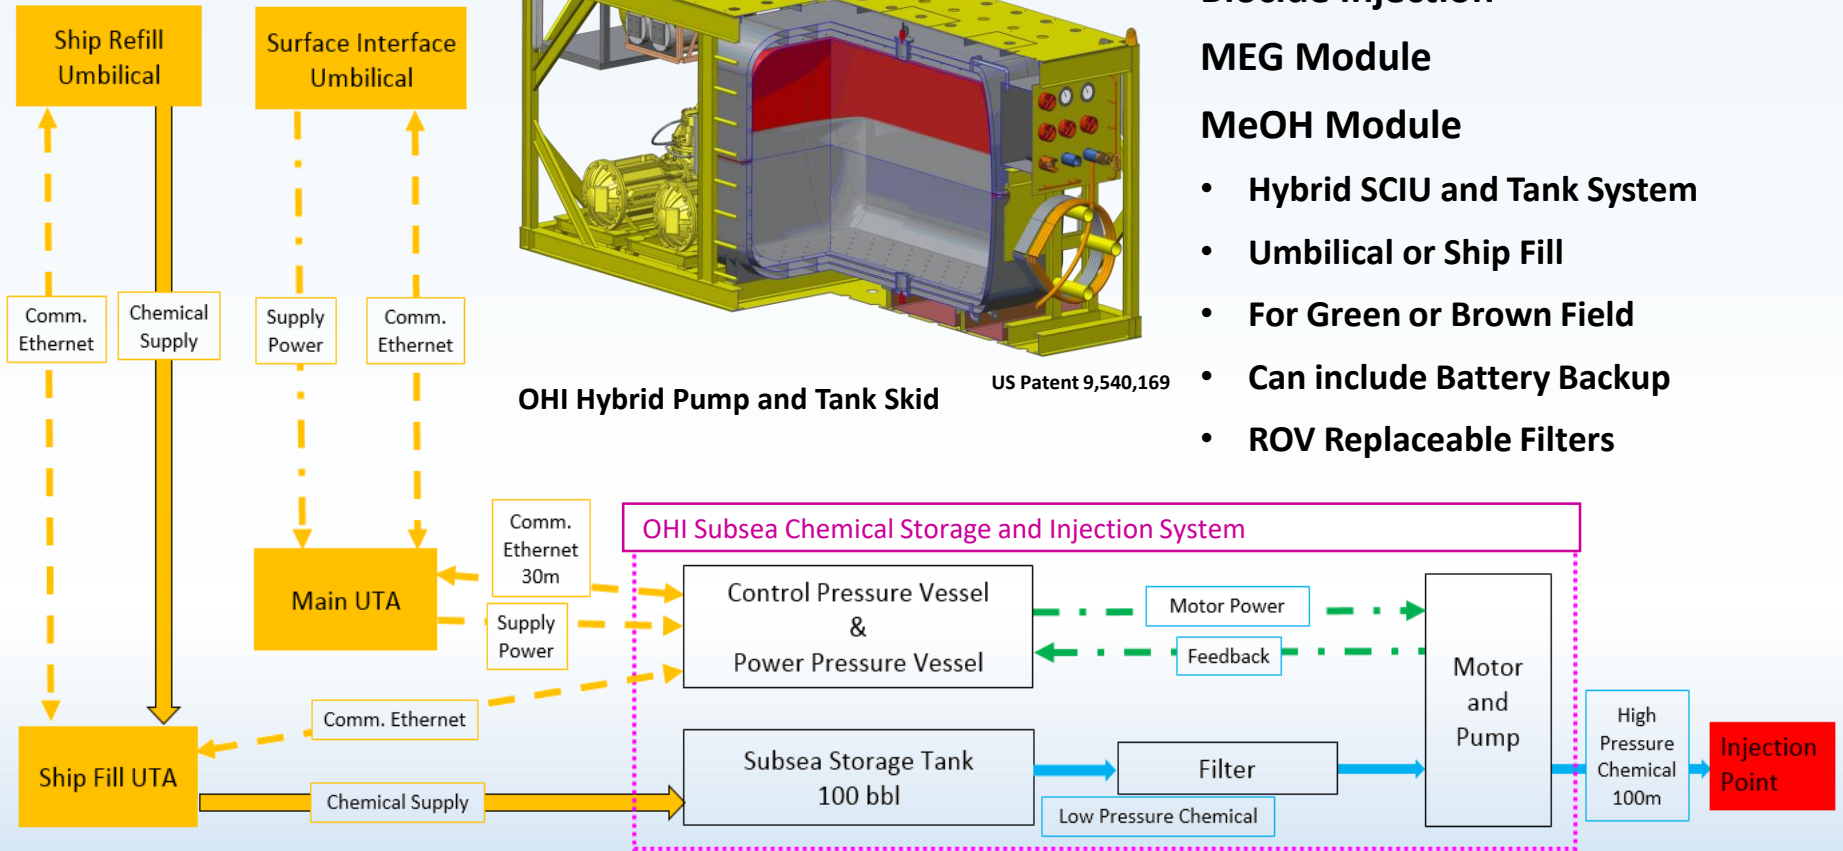 Biocide Injection
MEG Module
MeOH Module
• Hybrid SCIU and Tank System
• Umbilical or Ship Fill
• For Green or Brown Field
• Can include Battery Backup
• ROV Replaceable Filters
OHI Hybrid Pump and Tank Skid
US Patent 9,540,169
Ship Refill
Umbilical
Surface Interface
Umbilical
Comm.
Ethernet
Chemical
Supply
Supply
Power
Comm.
Ethernet
Main UTA
Comm.
Ethernet
30m
Supply
Power
Comm. Ethernet
Ship Fill UTA
Chemical Supply
OHI Subsea Chemical Storage and Injection System
Control Pressure Vessel
&
Power Pressure Vessel
Motor Power
Feedback
Motor
and
Pump
Subsea Storage Tank
100 bbl
Filter
Low Pressure Chemical
High
Pressure
Chemical
100m
Injection
Point